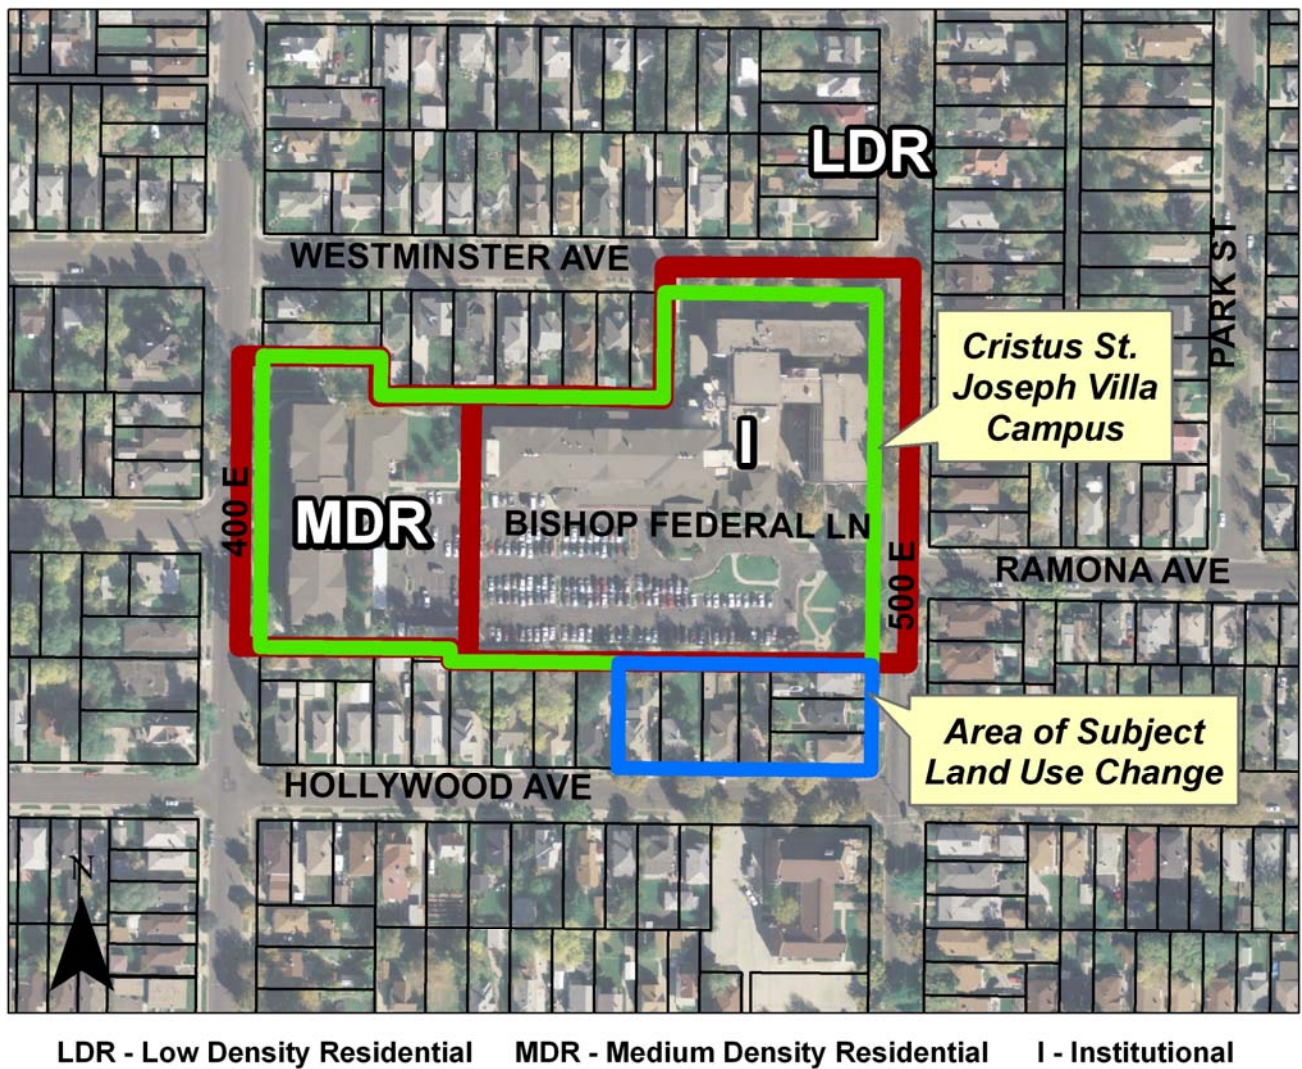 LDR
WESTMINSTER AVE
PARK ST
Cristus St.
Joseph Villa
Campus
I
400 E
MDR
BISHOP FEDERAL LN
500 E
RAMONA AVE
Area of Subject
Land Use Change
HOLLYWOOD AVE
N
LDR - Low Density Residential MDR - Medium Density Residential I - Institutional